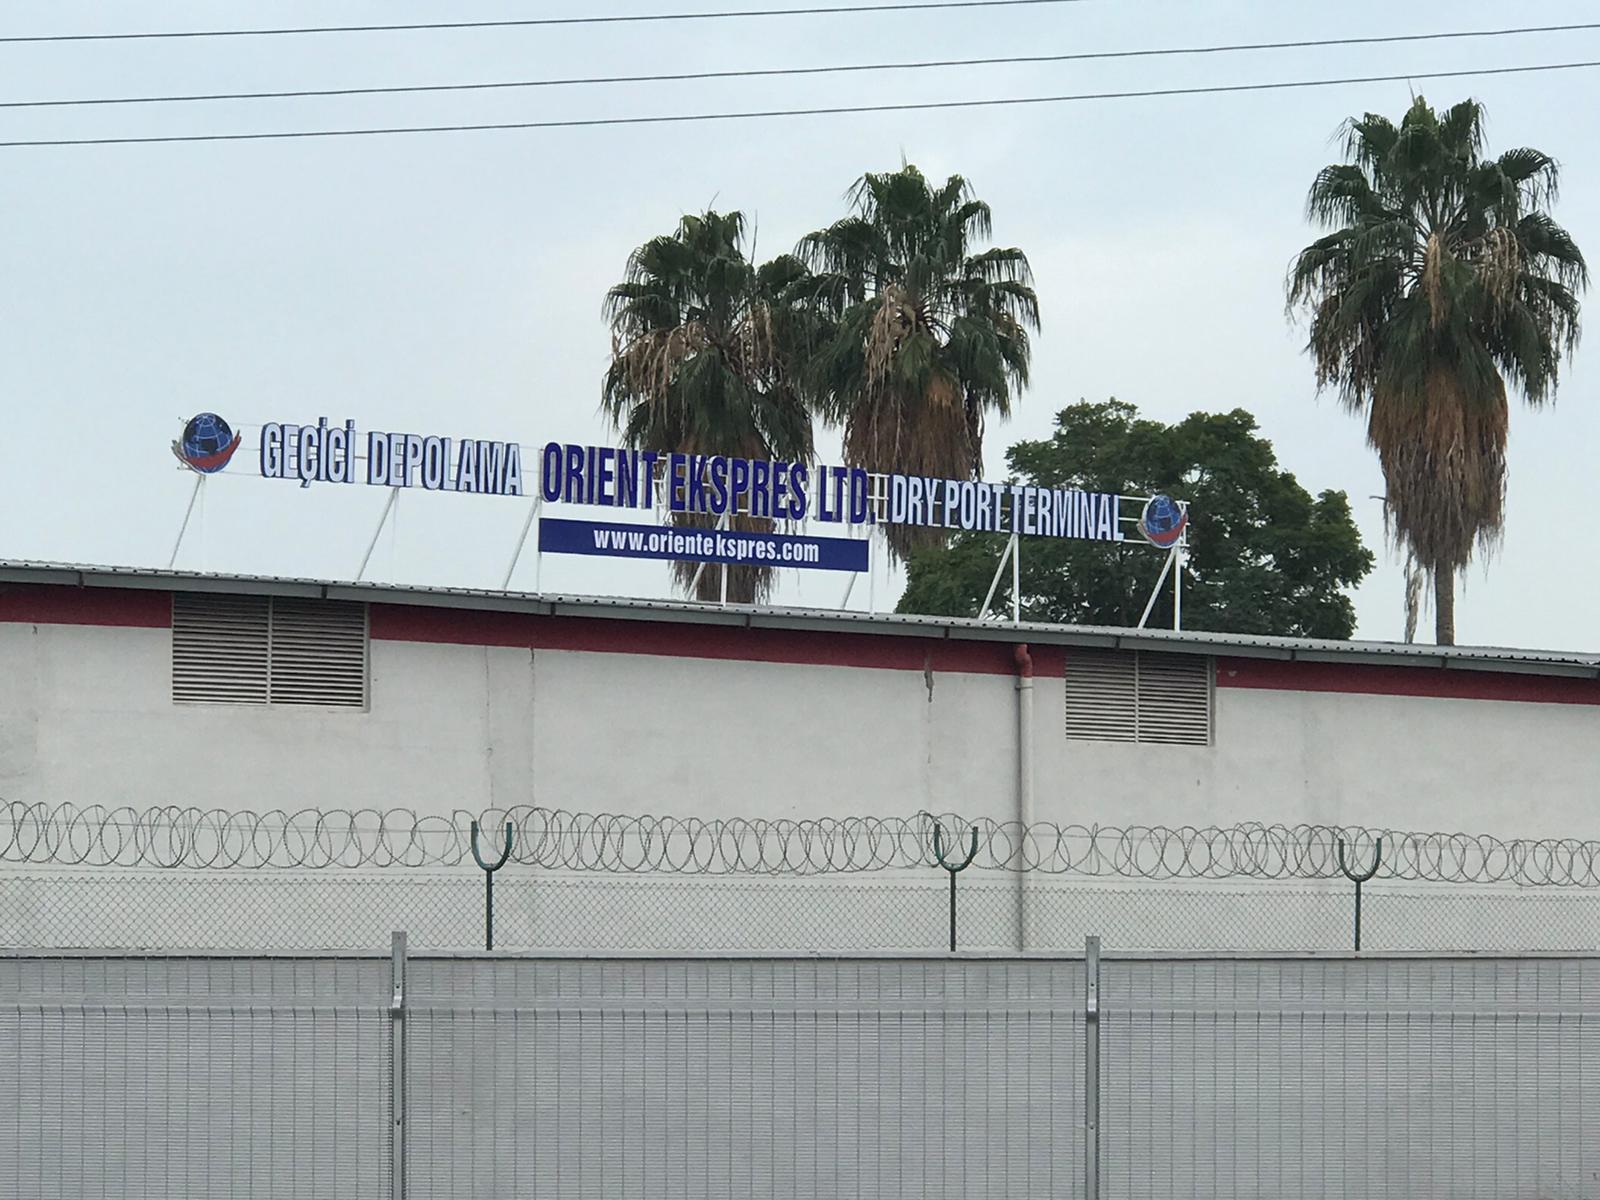 GEÇİCİ DEPOLAMA ORIENT EKSPRES LTD. DRY PORT TERMINAL
www.orientekspres.com